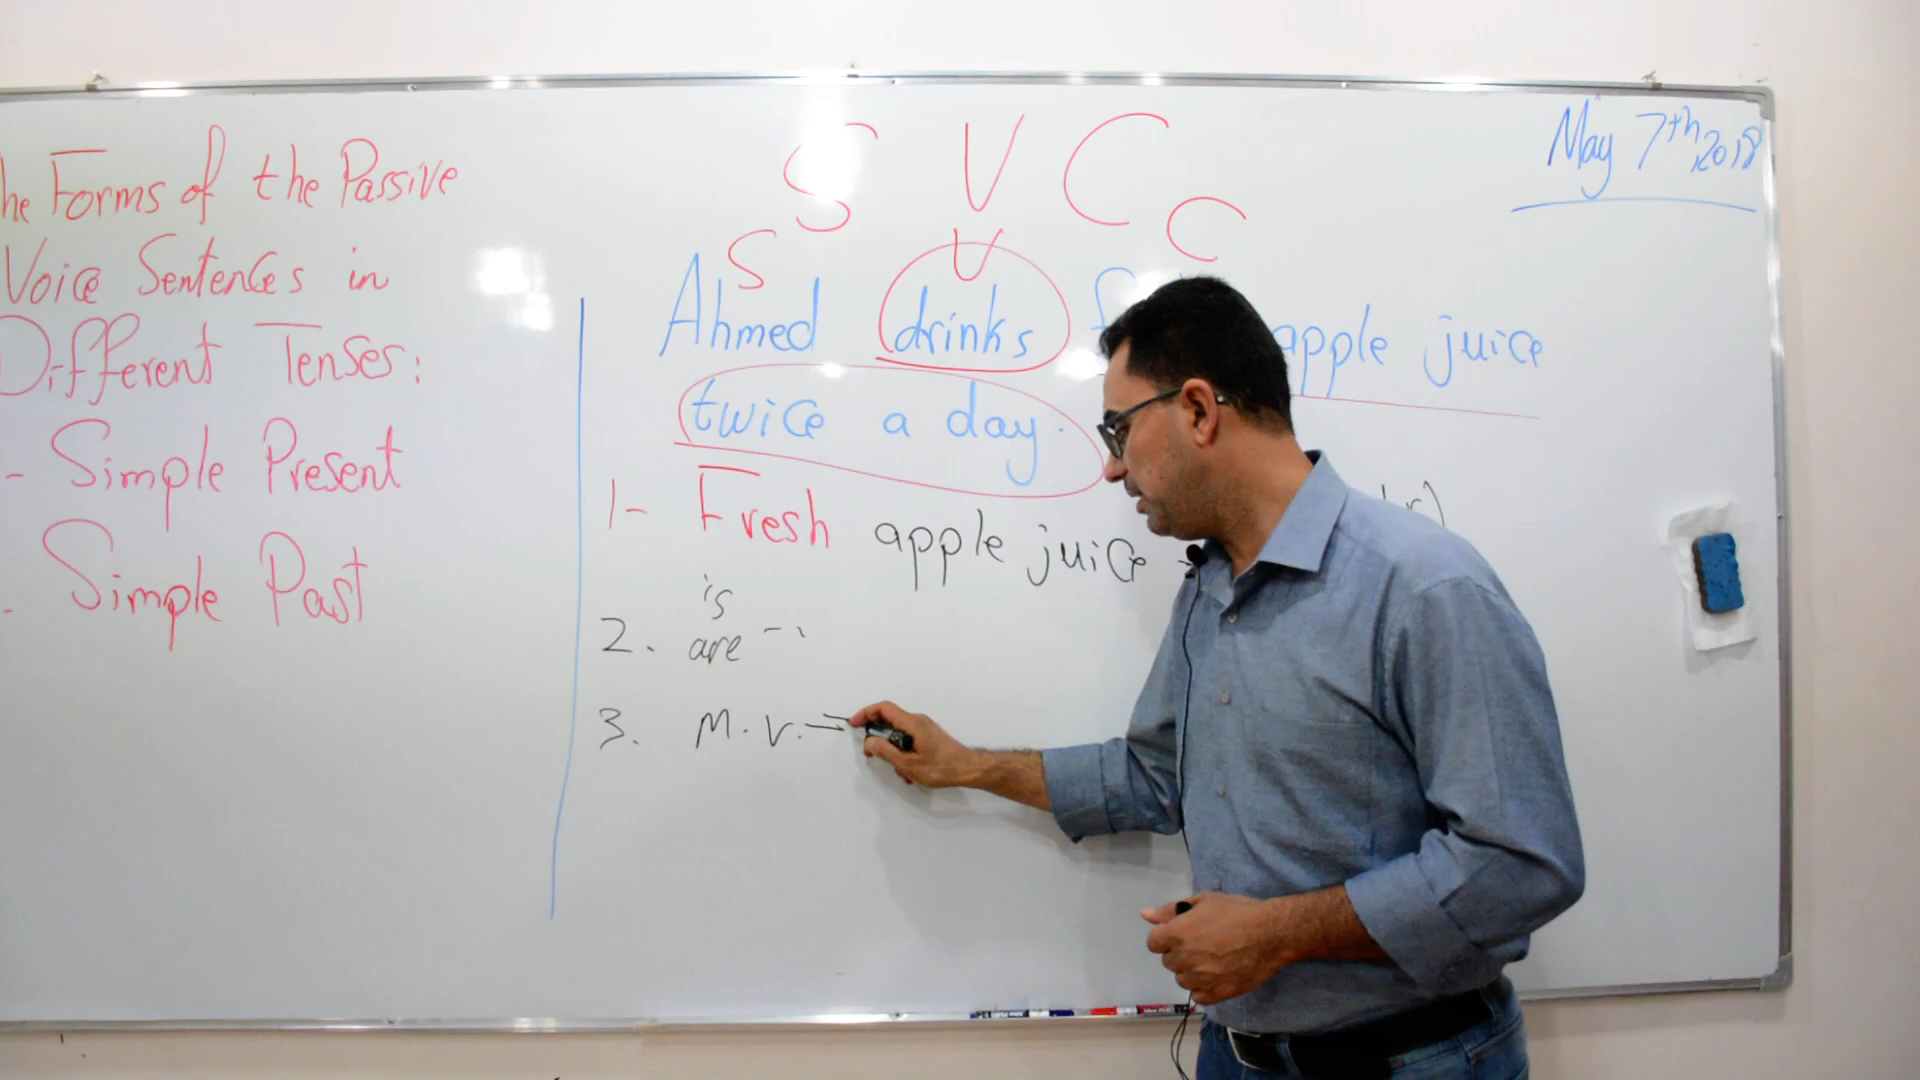 he Forms of the Passive
Voice Sentences in
Different Tenses:
- Simple Present
- Simple Past
May 7th, 2018
S V C
S V C
Ahmed drinks apple juice
twice a day.
1- Fresh apple juice
is
2. are
3. M.V. →